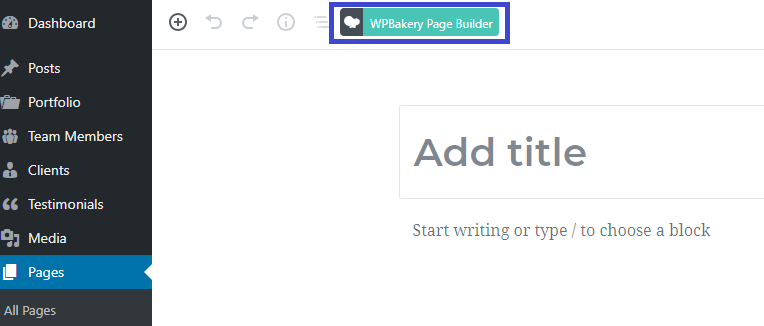 Dashboard
Posts
Portfolio
Team Members
Clients
Testimonials
Media
Pages
All Pages
WPBakery Page Builder
Add title
Start writing or type / to choose a block